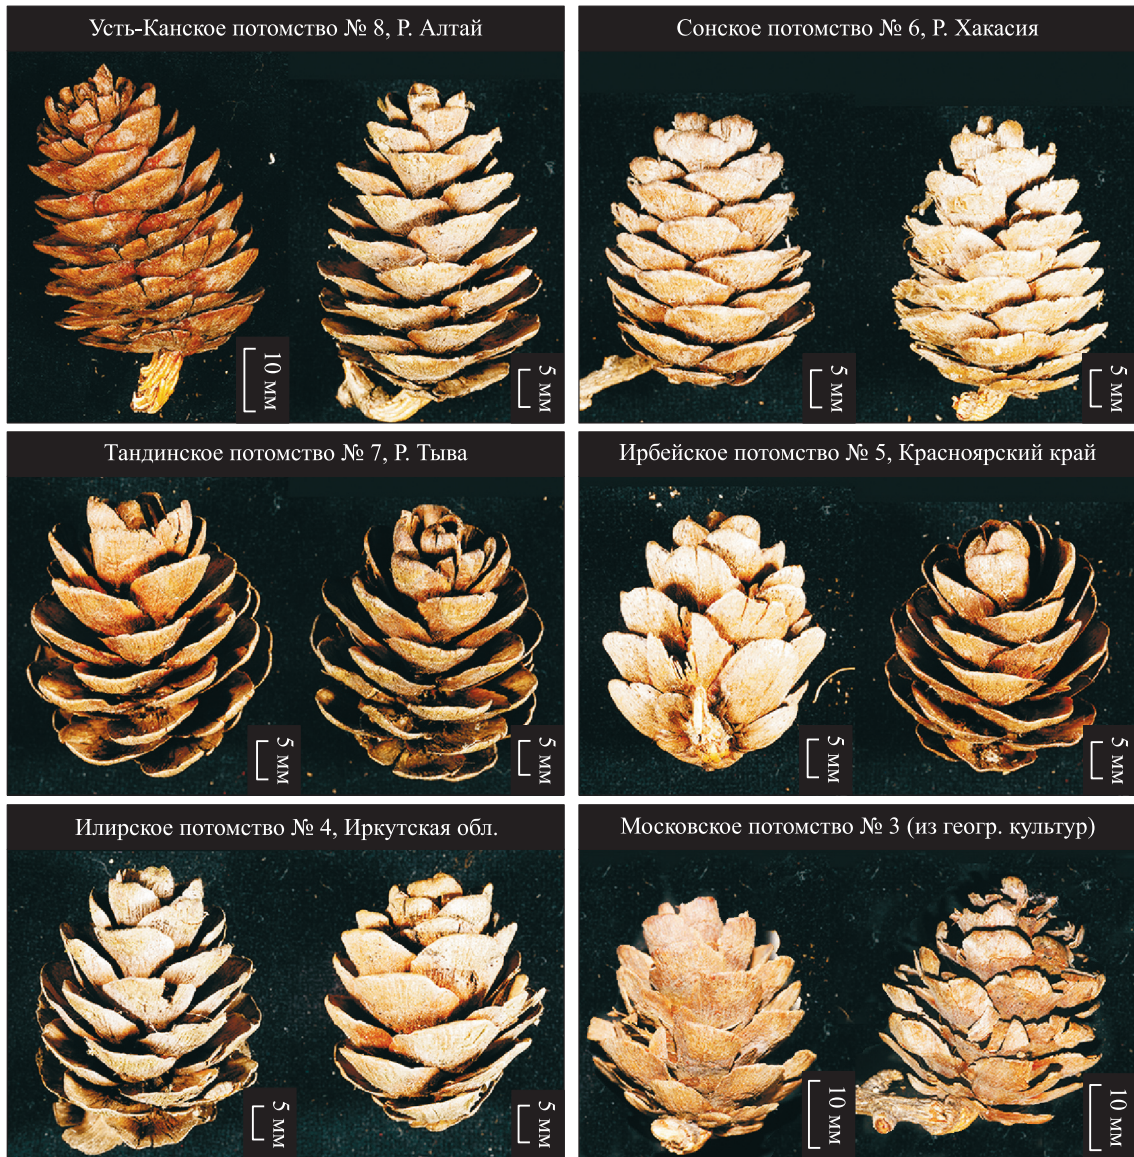 Усть-Канское потомство № 8, Р. Алтай
10 мм
5 мм
Сонское потомство № 6, Р. Хакасия
5 мм
5 мм
Тандинское потомство № 7, Р. Тыва
5 мм
5 мм
Ирбейское потомство № 5, Красноярский край
5 мм
5 мм
Илирское потомство № 4, Иркутская обл.
5 мм
5 мм
Московское потомство № 3 (из геогр. культур)
10 мм
10 мм